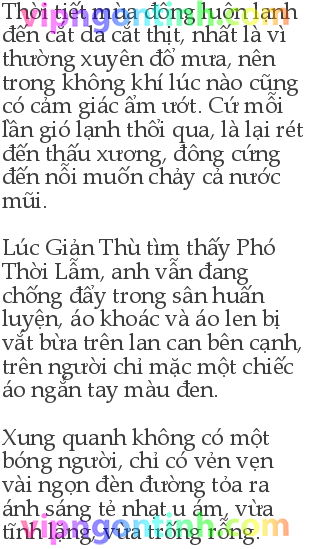 Thời tiết mùa đông luôn lạnh
đến cắt da cắt thịt, nhất là vì
thường xuyên đổ mưa, nên
trong không khí lúc nào cũng
có cảm giác ẩm ướt. Cứ mỗi
lần gió lạnh thổi qua, là lại rét
đến thấu xương, đông cứng
đến nỗi muốn chảy cả nước
mũi.
Lúc Giản Thù tìm thấy Phó
Thời Lẫm, anh vẫn đang
chống đẩy trong sân huấn
luyện, áo khoác và áo len bị
vắt bừa trên lan can bên cạnh,
trên người chỉ mặc một chiếc
áo ngắn tay màu đen.
Xung quanh không có một
bóng người, chỉ có vẻn vẹn
vài ngọn đèn đường tỏa ra
ánh sáng tẻ nhạt u ám, vừa
tĩnh lặng, vừa trống rỗng.
vipngontinh.com
vipngontinh.com